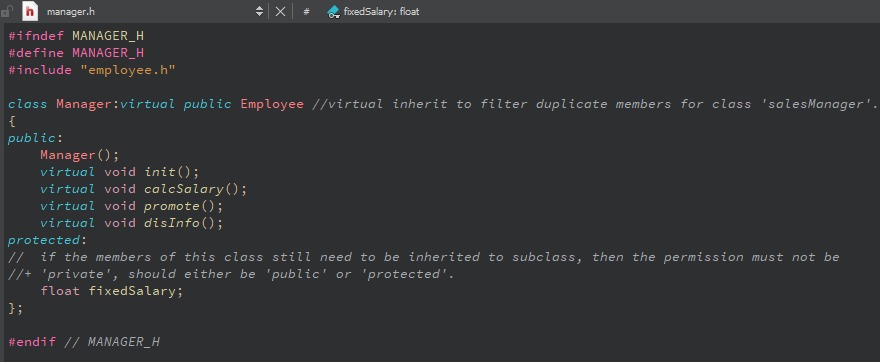 h manager.h # fixedSalary: float
#ifndef MANAGER_H
#define MANAGER_H
#include "employee.h"
class Manager:virtual public Employee //virtual inherit to filter duplicate members for class 'salesManager'.
{
public:
    Manager();
    virtual void init();
    virtual void calcSalary();
    virtual void promote();
    virtual void disInfo();
protected:
//  if the members of this class still need to be inherited to subclass, then the permission must not be
//+ 'private', should either be 'public' or 'protected'.
    float fixedSalary;
};
#endif // MANAGER_H